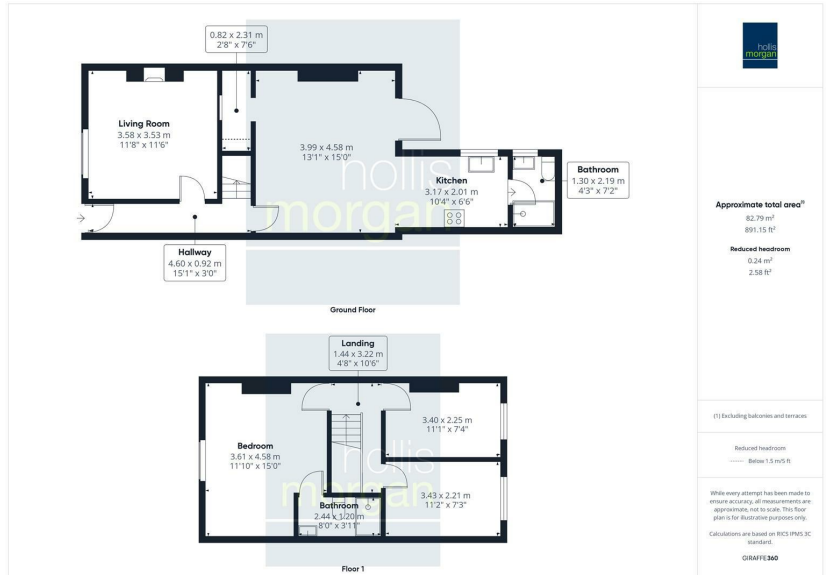 0.82 x 2.31 m
2'8" x 7'6"
Living Room
3.58 x 3.53 m
11'8" x 11'6"
3.99 x 4.58 m
13'1" x 15'0"
Kitchen
3.17 x 2.01 m
10'4" x 6'6"
Bathroom
1.30 x 2.19 m
4'3" x 7'2"
Hallway
4.60 x 0.92 m
15'1" x 3'0"
hollis
morgan
Ground Floor
Landing
1.44 x 3.22 m
4'8" x 10'6"
Bedroom
3.61 x 4.58 m
11'10" x 15'0"
3.40 x 2.25 m
11'1" x 7'4"
3.43 x 2.21 m
11'2" x 7'3"
Bathroom
2.44 x 1.20 m
8'0" x 3'11"
hollis
morgan
Floor 1
hollis
morgan
Approximate total area(1)
82.79 m²
891.15 ft²
Reduced headroom
0.24 m²
2.58 ft²
(1) Excluding balconies and terraces
Reduced headroom
Below 1.5 m/5 ft
While every attempt has been made to
ensure accuracy, all measurements are
approximate, not to scale. This floor
plan is for illustrative purposes only.
Calculations are based on RICS IPMS 3C
standard.
GIRAFFE360